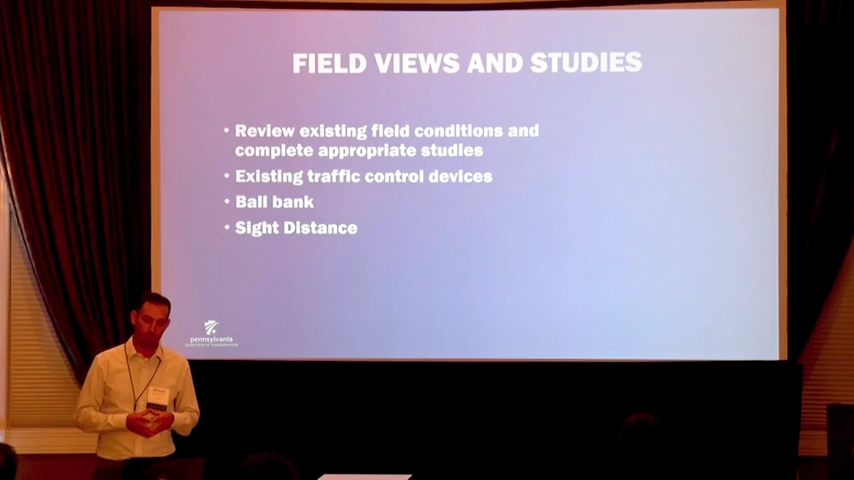 FIELD VIEWS AND STUDIES
• Review existing field conditions and
complete appropriate studies
• Existing traffic control devices
• Ball bank
• Sight Distance
pennsylvania